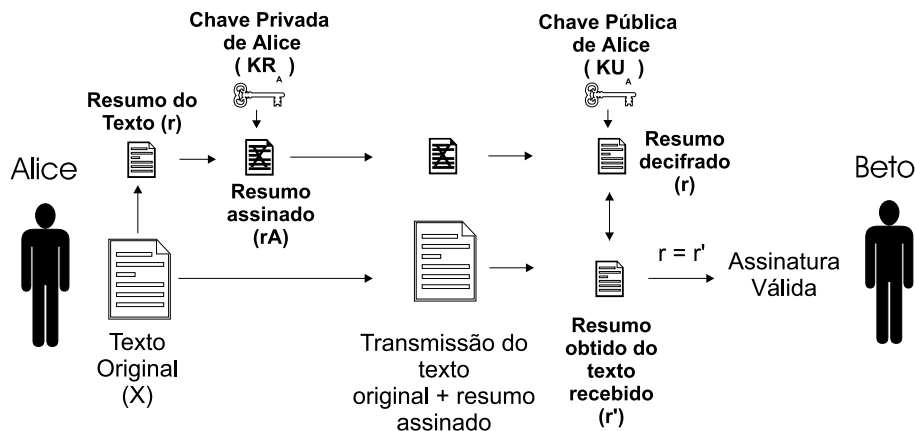 Chave Privada
de Alice
( KR
A
)
Chave Pública
de Alice
( KU
A
)
Resumo do
Texto (r)
Alice
Resumo
assinado
(rA)
Resumo
decifrado
(r)
Beto
r = r'
Assinatura
Válida
Texto
Original
(X)
Transmissão do
texto
original + resumo
assinado
Resumo
obtido do
texto
recebido
(r')